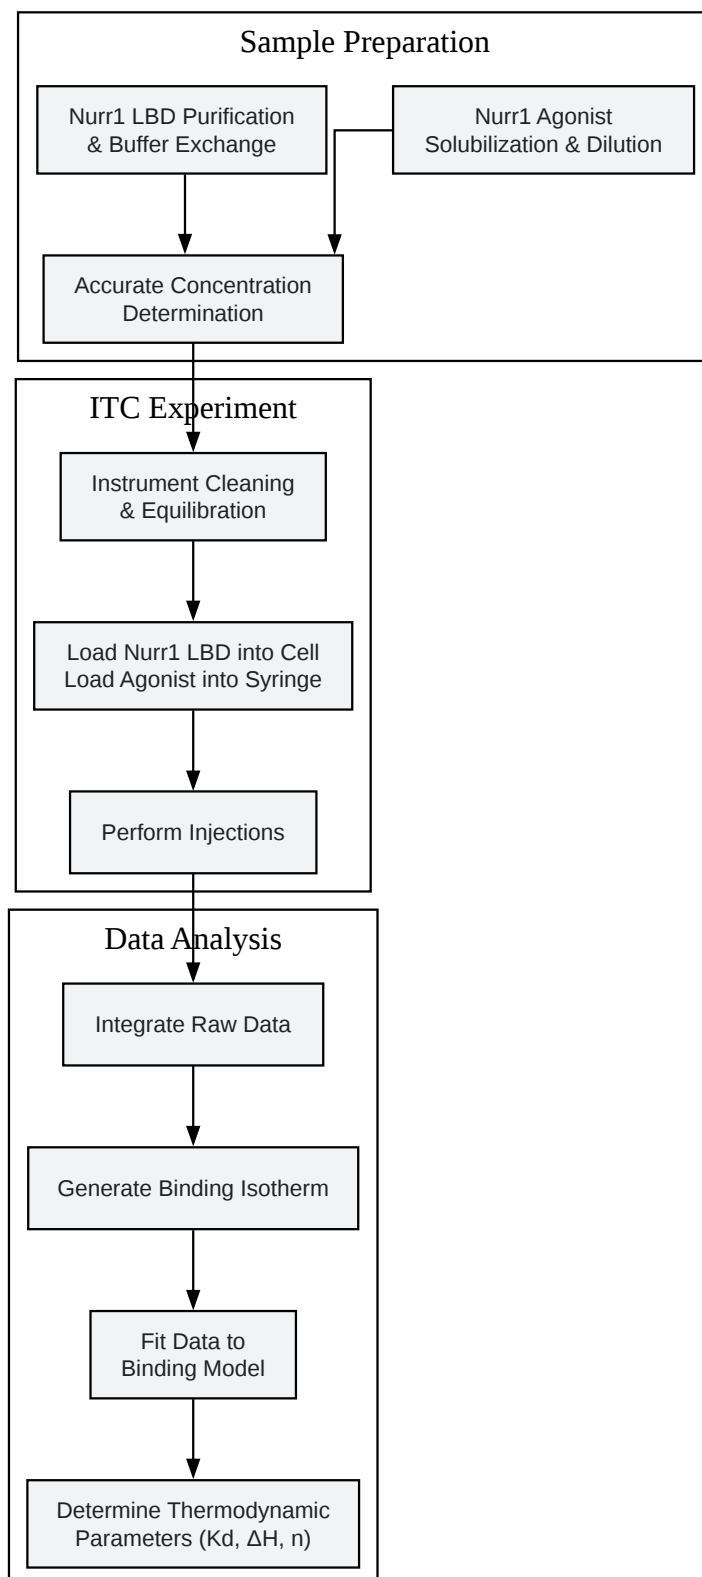 Sample Preparation
Nurr1 LBD Purification
& Buffer Exchange
Nurr1 Agonist
Solubilization & Dilution
Accurate Concentration
Determination
ITC Experiment
Instrument Cleaning
& Equilibration
Load Nurr1 LBD into Cell
Load Agonist into Syringe
Perform Injections
Data Analysis
Integrate Raw Data
Generate Binding Isotherm
Fit Data to
Binding Model
Determine Thermodynamic
Parameters (Kd, ΔH, n)